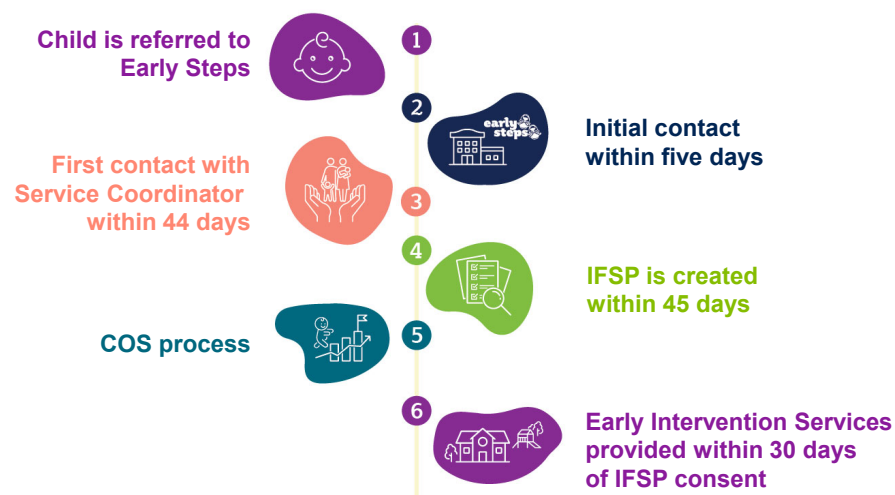 1
Child is referred to
Early Steps
2
early
steps
Initial contact
within five days
First contact with
Service Coordinator
within 44 days
3
4
IFSP is created
within 45 days
COS process
5
6
Early Intervention Services
provided within 30 days
of IFSP consent